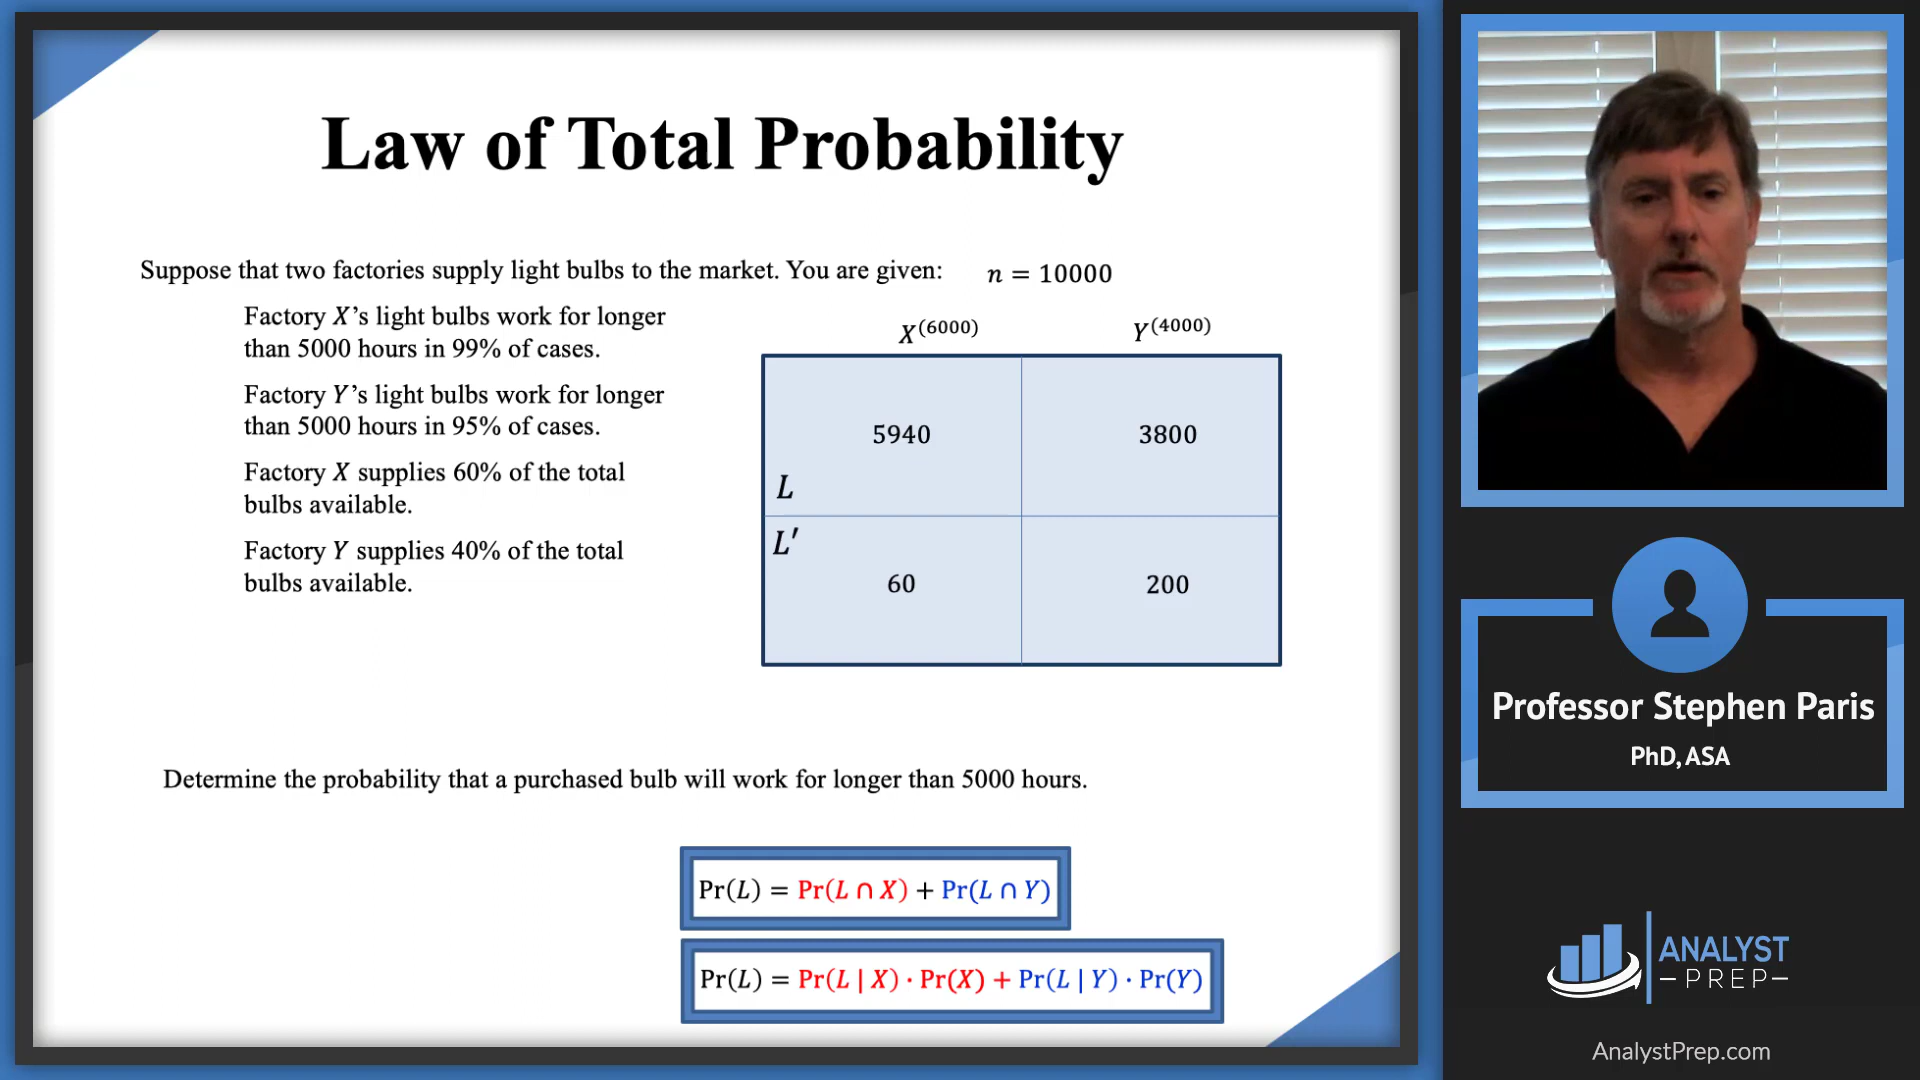 Law of Total Probability
Suppose that two factories supply light bulbs to the market. You are given:
n = 10000
Factory X’s light bulbs work for longer
than 5000 hours in 99% of cases.
Factory Y’s light bulbs work for longer
than 5000 hours in 95% of cases.
Factory X supplies 60% of the total
bulbs available.
Factory Y supplies 40% of the total
bulbs available.
X(6000) Y(4000)
5940 3800
L
L′
60 200
Determine the probability that a purchased bulb will work for longer than 5000 hours.
Pr(L) = Pr(L ∩ X) + Pr(L ∩ Y)
Pr(L) = Pr(L | X) · Pr(X) + Pr(L | Y) · Pr(Y)
Professor Stephen Paris
PhD, ASA
ANALYST
–PREP–
AnalystPrep.com